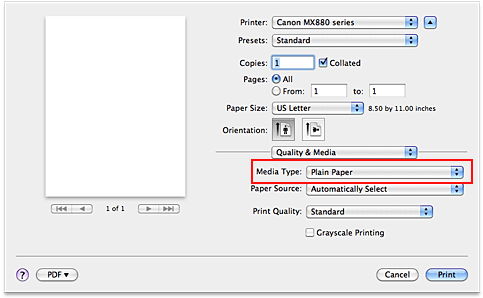 Printer: Canon MX880 series
Presets: Standard
Copies: 1 Collated
Pages: All
From: 1 to: 1
Paper Size: US Letter 8.50 by 11.00 inches
Orientation:
Quality & Media
Media Type: Plain Paper
Paper Source: Automatically Select
1 of 1
Print Quality: Standard
Grayscale Printing
? PDF Cancel Print